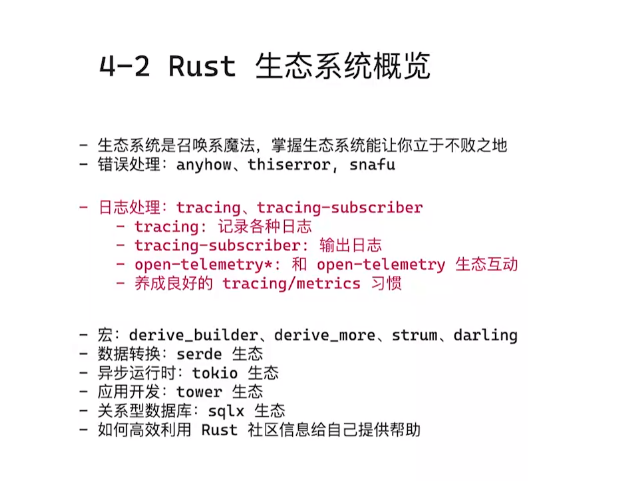 4-2 Rust 生态系统概览
- 生态系统是召唤系魔法，掌握生态系统能让你立于不败之地
- 错误处理：anyhow、thiserror, snafu
- 日志处理：tracing、tracing-subscriber
- tracing: 记录各种日志
- tracing-subscriber: 输出日志
- open-telemetry*: 和 open-telemetry 生态互动
- 养成良好的 tracing/metrics 习惯
- 宏：derive_builder、derive_more、strum、darling
- 数据转换：serde 生态
- 异步运行时：tokio 生态
- 应用开发：tower 生态
- 关系型数据库：sqlx 生态
- 如何高效利用 Rust 社区信息给自己提供帮助